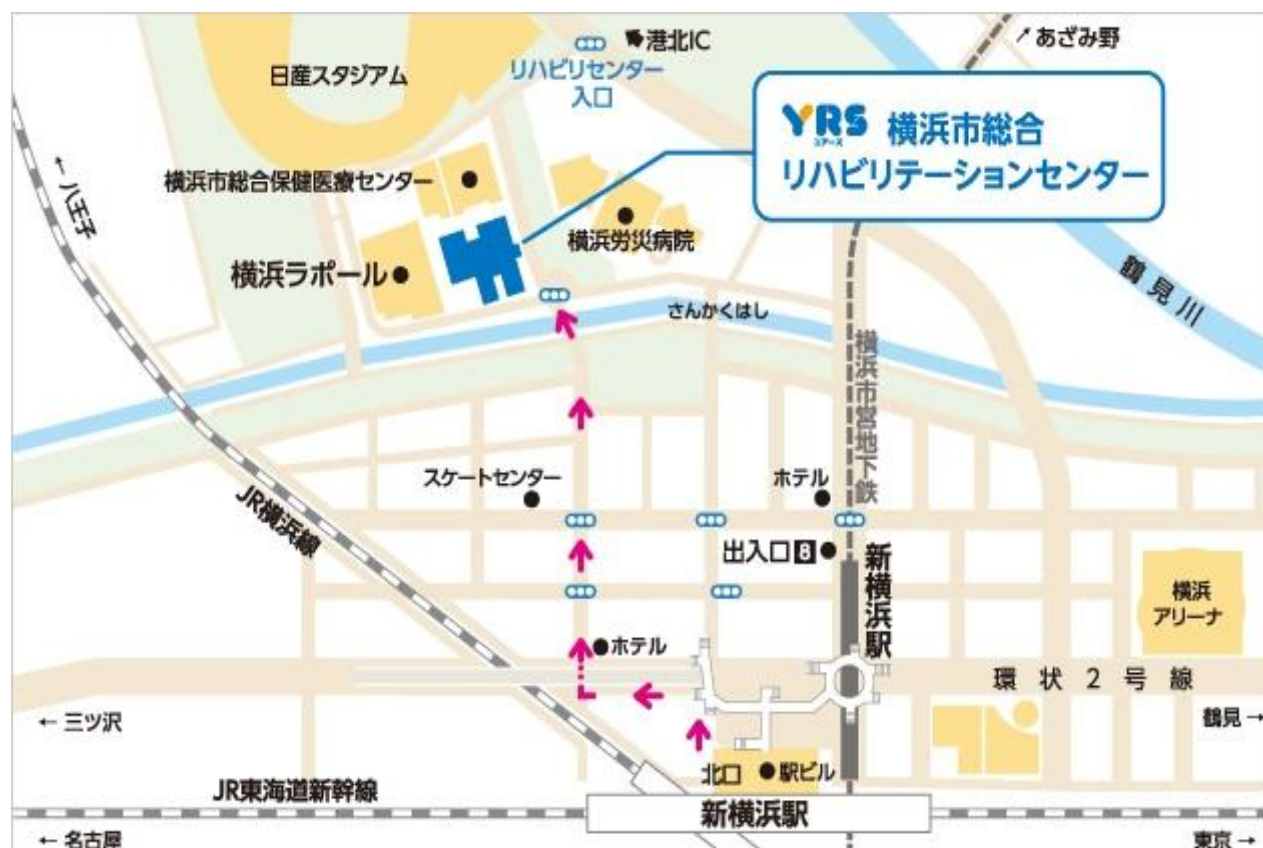 港北IC
あざみ野
日産スタジアム
リハビリセンター
入口
YRS 横浜市総合
ヨアーズ
リハビリテーションセンター
八王子
横浜市総合保健医療センター
横浜労災病院
横浜ラポール
鶴見川
さんかくはし
横浜市営地下鉄
スケートセンター
ホテル
JR横浜線
出入口8
新横浜駅
横浜
アリーナ
ホテル
環状2号線
←三ツ沢
鶴見→
北口
駅ビル
JR東海道新幹線
新横浜駅
←名古屋
東京→